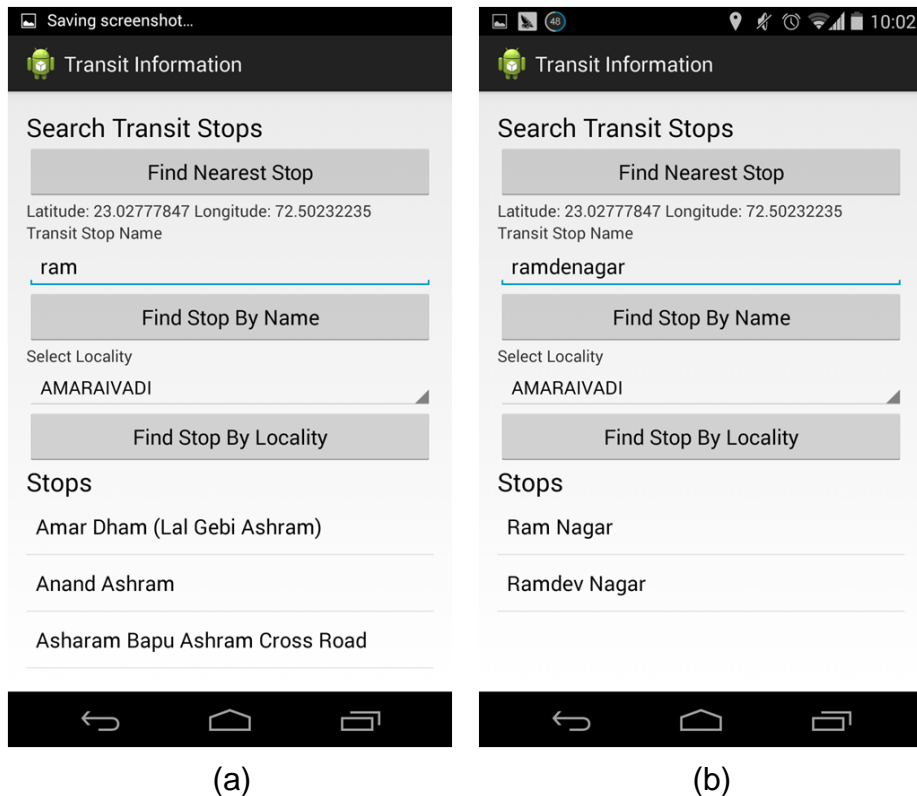 Saving screenshot...
Transit Information
Search Transit Stops
Find Nearest Stop
Latitude: 23.02777847 Longitude: 72.50232235
Transit Stop Name
ram
Find Stop By Name
Select Locality
AMARAIVADI
Find Stop By Locality
Stops
Amar Dham (Lal Gebi Ashram)
Anand Ashram
Asharam Bapu Ashram Cross Road
(a)
48
10:02
Transit Information
Search Transit Stops
Find Nearest Stop
Latitude: 23.02777847 Longitude: 72.50232235
Transit Stop Name
ramdenagar
Find Stop By Name
Select Locality
AMARAIVADI
Find Stop By Locality
Stops
Ram Nagar
Ramdev Nagar
(b)